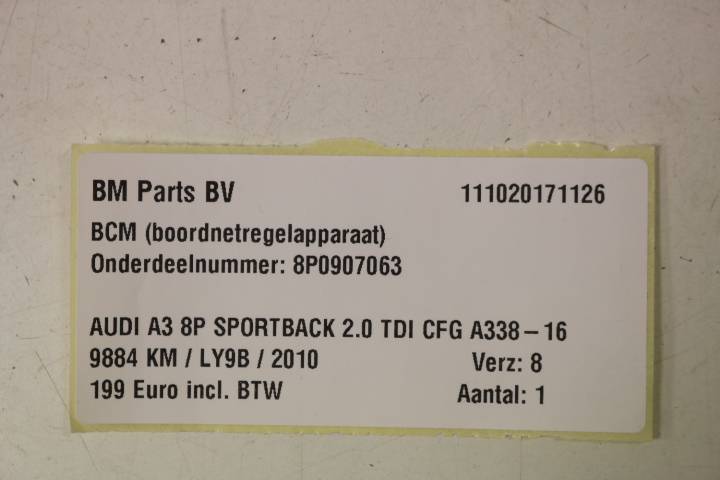 BM Parts BV 111020171126
BCM (boordnetregelapparaat)
Onderdeelnummer: 8P0907063
AUDI A3 8P SPORTBACK 2.0 TDI CFG A338-16
9884 KM / LY9B / 2010 Verz: 8
199 Euro incl. BTW Aantal: 1